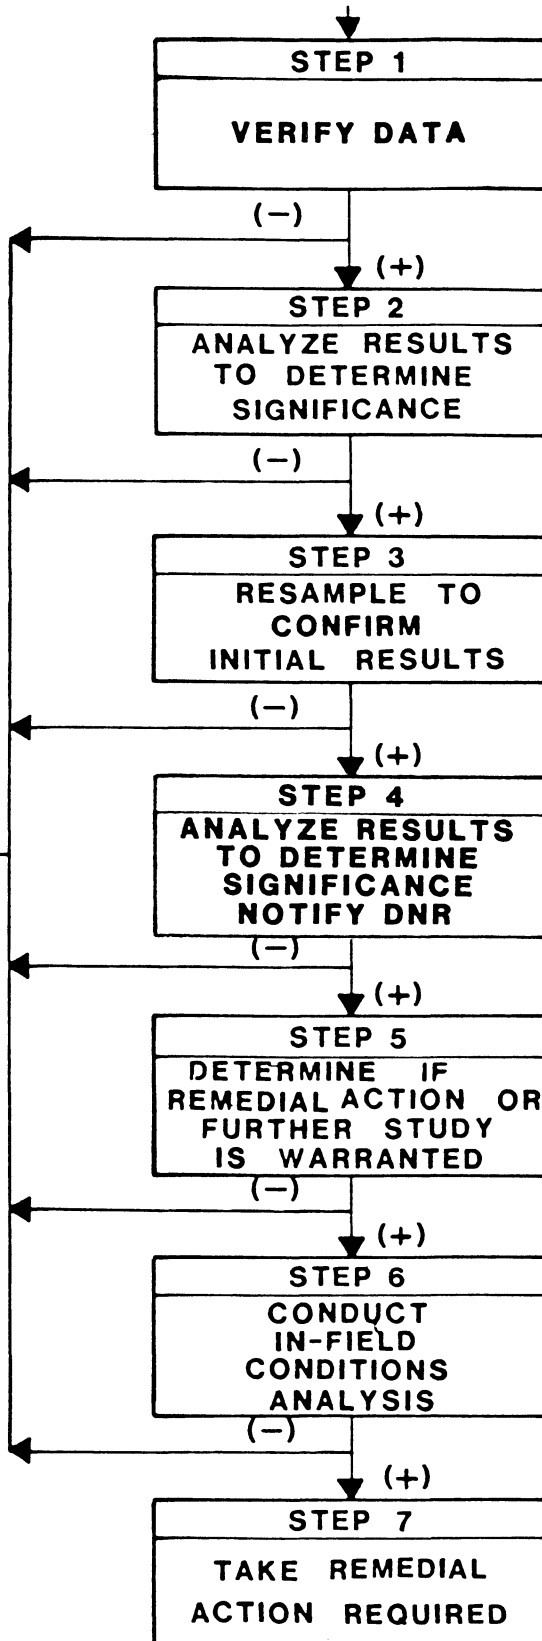 STEP 1
VERIFY DATA
(-)
(+)
STEP 2
ANALYZE RESULTS
TO DETERMINE
SIGNIFICANCE
(-)
(+)
STEP 3
RESAMPLE TO
CONFIRM
INITIAL RESULTS
(-)
(+)
STEP 4
ANALYZE RESULTS
TO DETERMINE
SIGNIFICANCE
NOTIFY DNR
(-)
(+)
STEP 5
DETERMINE IF
REMEDIAL ACTION OR
FURTHER STUDY
IS WARRANTED
(-)
(+)
STEP 6
CONDUCT
IN-FIELD
CONDITIONS
ANALYSIS
(-)
(+)
STEP 7
TAKE REMEDIAL
ACTION REQUIRED